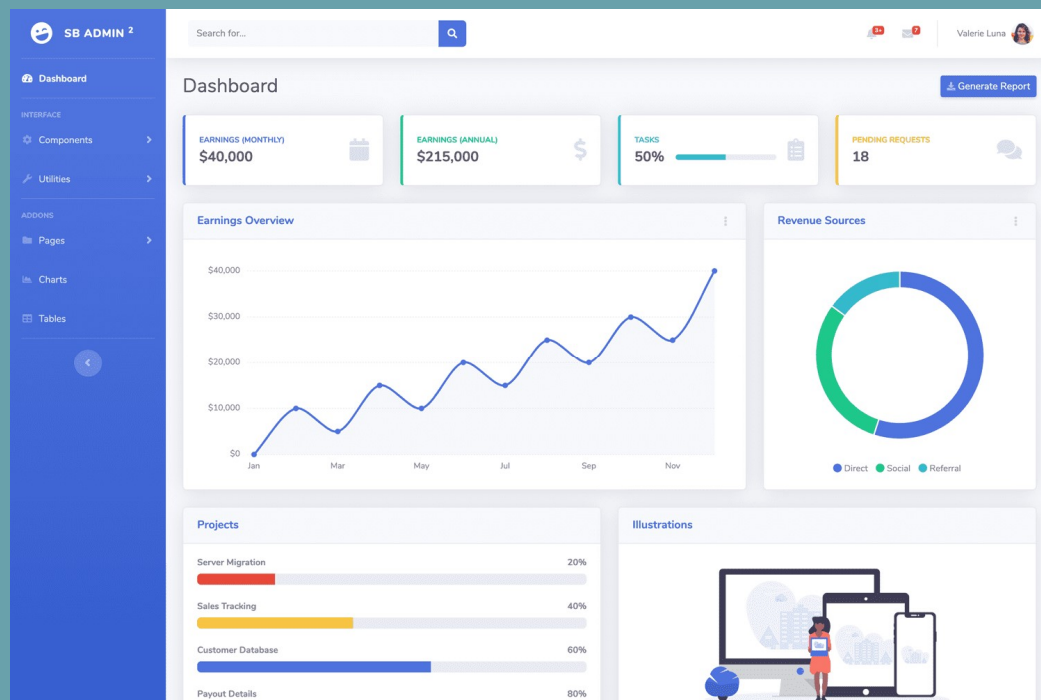 SB ADMIN 2
Search for...
3+
7
Valerie Luna
Dashboard
INTERFACE
Components
Utilities
ADDONS
Pages
Charts
Tables
Dashboard
Generate Report
EARNINGS (MONTHLY)
$40,000
EARNINGS (ANNUAL)
$215,000
TASKS
50%
PENDING REQUESTS
18
Earnings Overview
$40,000
$30,000
$20,000
$10,000
$0
Jan Mar May Jul Sep Nov
Revenue Sources
Direct Social Referral
Projects
Server Migration 20%
Sales Tracking 40%
Customer Database 60%
Payout Details 80%
Illustrations